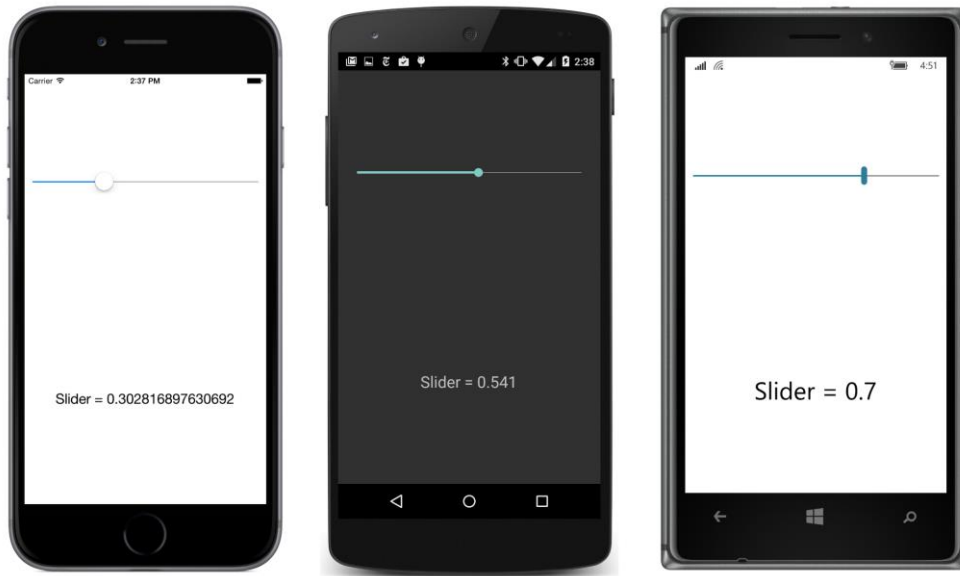 Carrier 2:37 PM
Slider = 0.302816897630692
2:38
Slider = 0.541
4:51
Slider = 0.7